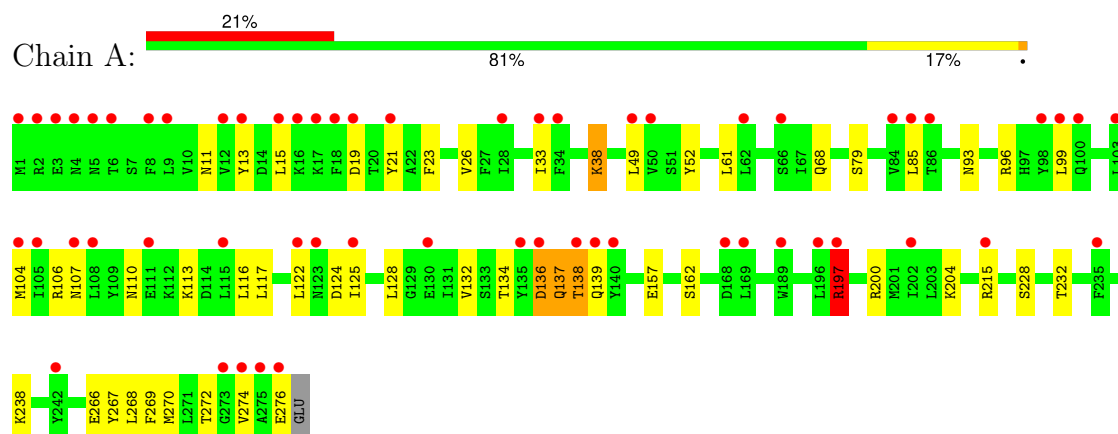 21%
Chain A:
81% 17% •
M1 R2 E3 N4 N5 T6 S7 F8 L9 V10 N11 V12 Y13 D14 L15 K16 K17 F18 D19 T20 Y21 A22 F23 V26 F27 I28 I33 F34 K38 L49 V50 S51 Y52 L61 L62 S66 I67 Q68 S79 V84 L85 T86 N93 R96 H97 Y98 L99 Q100 L103
M104 I105 R106 N107 L108 Y109 N110 E111 K112 K113 D114 L115 L116 L117 L122 N123 D124 I125 L128 G129 E130 I131 V132 S133 T134 Y135 D136 Q137 T138 Q139 Y140 E157 S162 D168 L169 W189 L196 R197 R200 M201 I202 L203 K204 R215 S228 T232 F235
K238 Y242 E266 Y267 L268 F269 M270 L271 T272 G273 V274 A275 E276 GLU